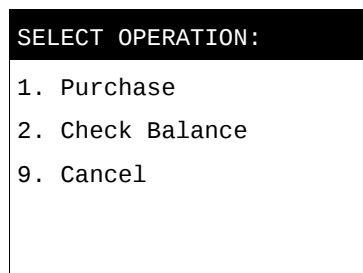 SELECT OPERATION:
1. Purchase
2. Check Balance
9. Cancel